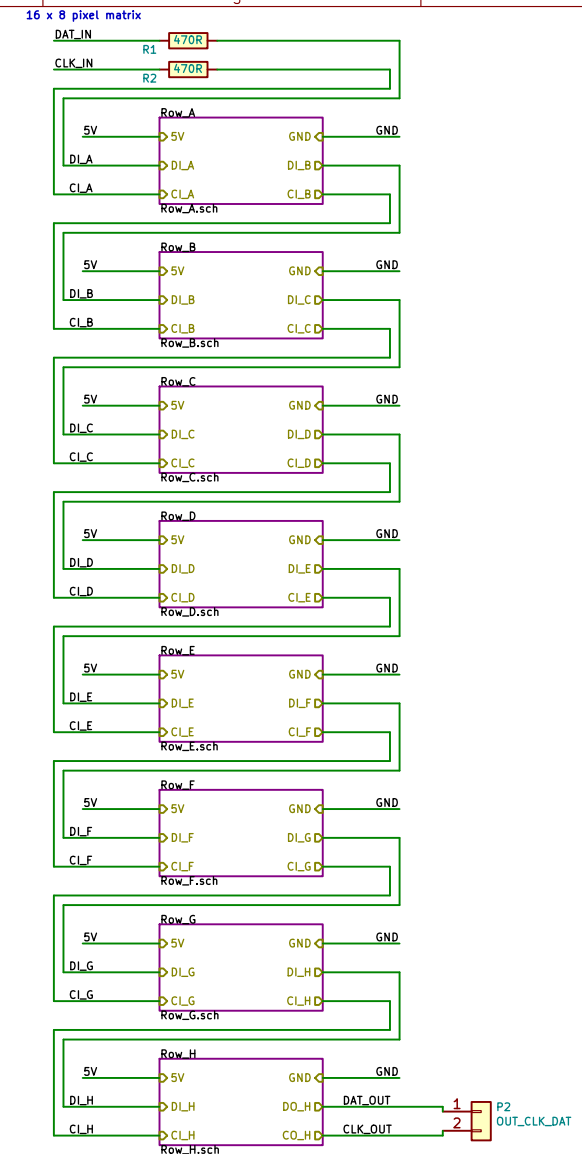 16 x 8 pixel matrix
DAT_IN
470R
R1
CLK_IN
470R
R2
Row_A
5V
5V
GND
GND
DI_A
DI_A
DI_B
CI_A
CI_A
CI_B
Row_A.sch
Row_B
5V
5V
GND
GND
DI_B
DI_B
DI_C
CI_B
CI_B
CI_C
Row_B.sch
Row_C
5V
5V
GND
GND
DI_C
DI_C
DI_D
CI_C
CI_C
CI_D
Row_C.sch
Row_D
5V
5V
GND
GND
DI_D
DI_D
DI_E
CI_D
CI_D
CI_E
Row_D.sch
Row_E
5V
5V
GND
GND
DI_E
DI_E
DI_F
CI_E
CI_E
CI_F
Row_E.sch
Row_F
5V
5V
GND
GND
DI_F
DI_F
DI_G
CI_F
CI_F
CI_G
Row_F.sch
Row_G
5V
5V
GND
GND
DI_G
DI_G
DI_H
CI_G
CI_G
CI_H
Row_G.sch
Row_H
5V
5V
GND
GND
DI_H
DI_H
DO_H
DAT_OUT
1
P2
CI_H
CI_H
CO_H
CLK_OUT
2
OUT_CLK_DAT
Row_H.sch